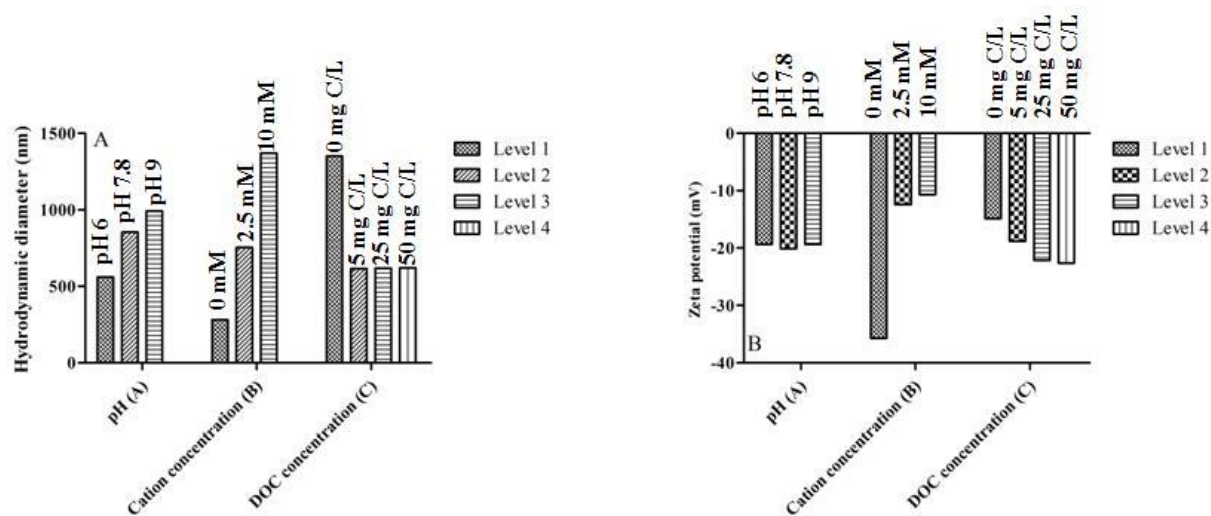 A
Hydrodynamic diameter (nm)
1500
1000
500
0
pH 6
pH 7.8
pH 9
0 mM
2.5 mM
10 mM
0 mg C/L
5 mg C/L
25 mg C/L
50 mg C/L
pH (A)
Cation concentration (B)
DOC concentration (C)
Level 1
Level 2
Level 3
Level 4
B
Zeta potential (mV)
0
-10
-20
-30
-40
pH 6
pH 7.8
pH 9
0 mM
2.5 mM
10 mM
0 mg C/L
5 mg C/L
25 mg C/L
50 mg C/L
pH (A)
Cation concentration (B)
DOC concentration (C)
Level 1
Level 2
Level 3
Level 4